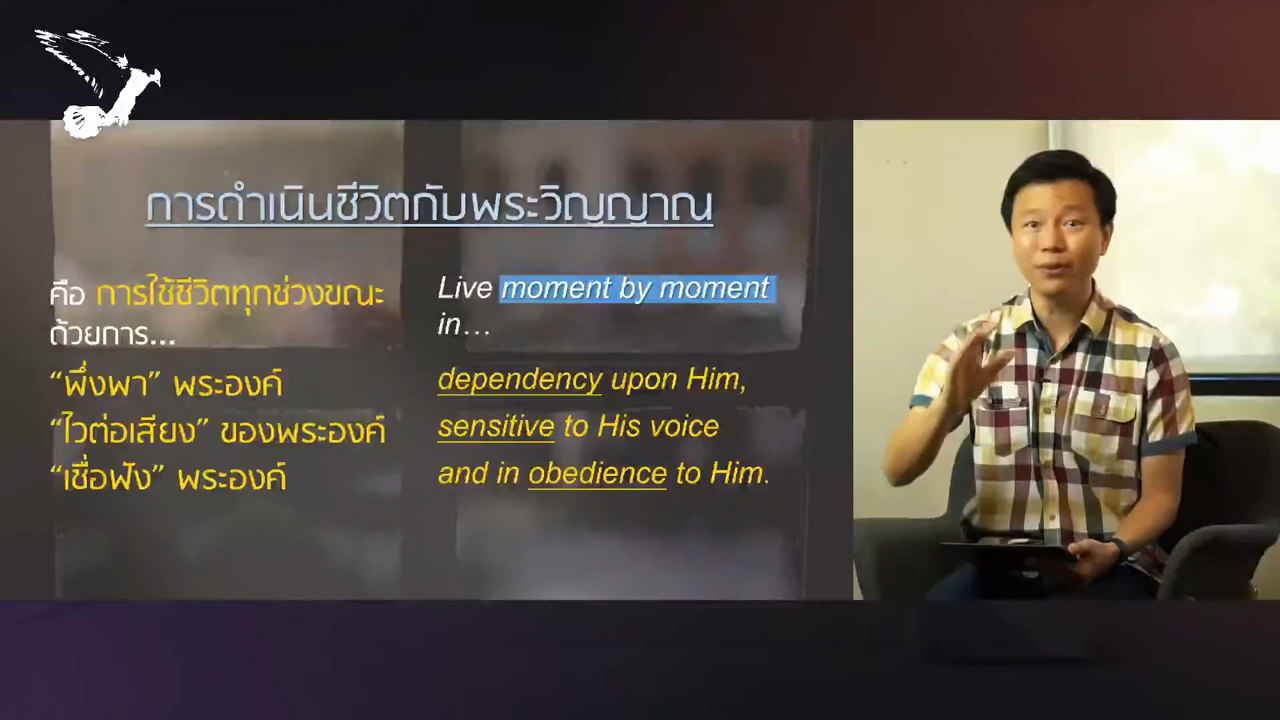 การดำเนินชีวิตกับพระวิญญาณ
คือ การใช้ชีวิตทุกช่วงขณะ
ด้วยการ...
“พึ่งพา” พระองค์
“ไวต่อเสียง” ของพระองค์
“เชื่อฟัง” พระองค์
Live moment by moment
in…
dependency upon Him,
sensitive to His voice
and in obedience to Him.